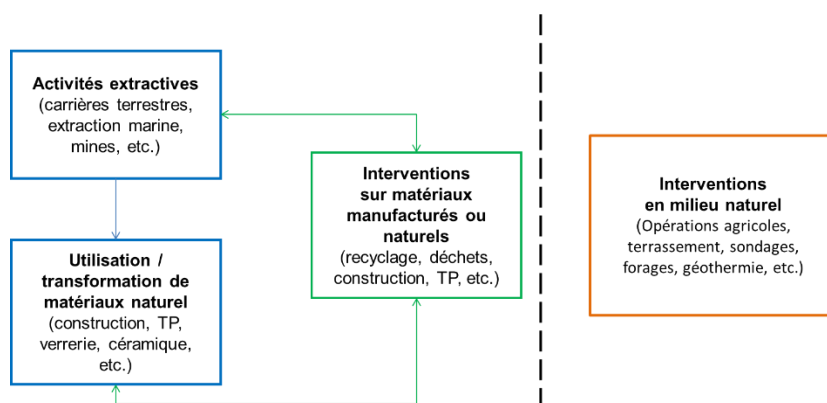 Activités extractives
(carrières terrestres,
extraction marine,
mines, etc.)
Utilisation /
transformation de
matériaux naturel
(construction, TP,
verrerie, céramique,
etc.)
Interventions
sur matériaux
manufacturés ou
naturels
(recyclage, déchets,
construction, TP, etc.)
Interventions
en milieu naturel
(Opérations agricoles,
terrassement, sondages,
forages, géothermie, etc.)